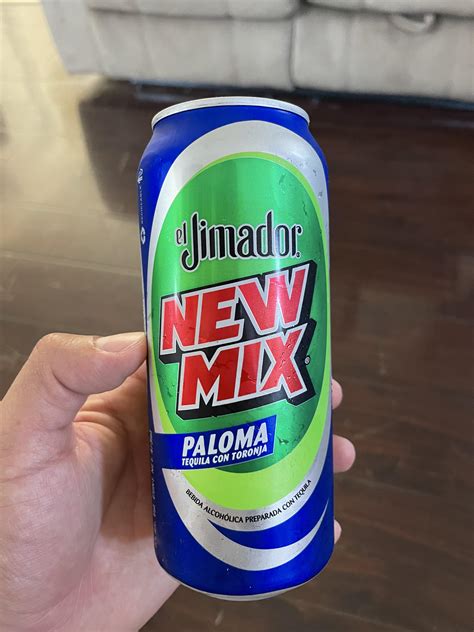 el Jimador®
NEW
MIX®
PALOMA
TEQUILA CON TORONJA
BEBIDA ALCOHÓLICA PREPARADA CON TEQUILA